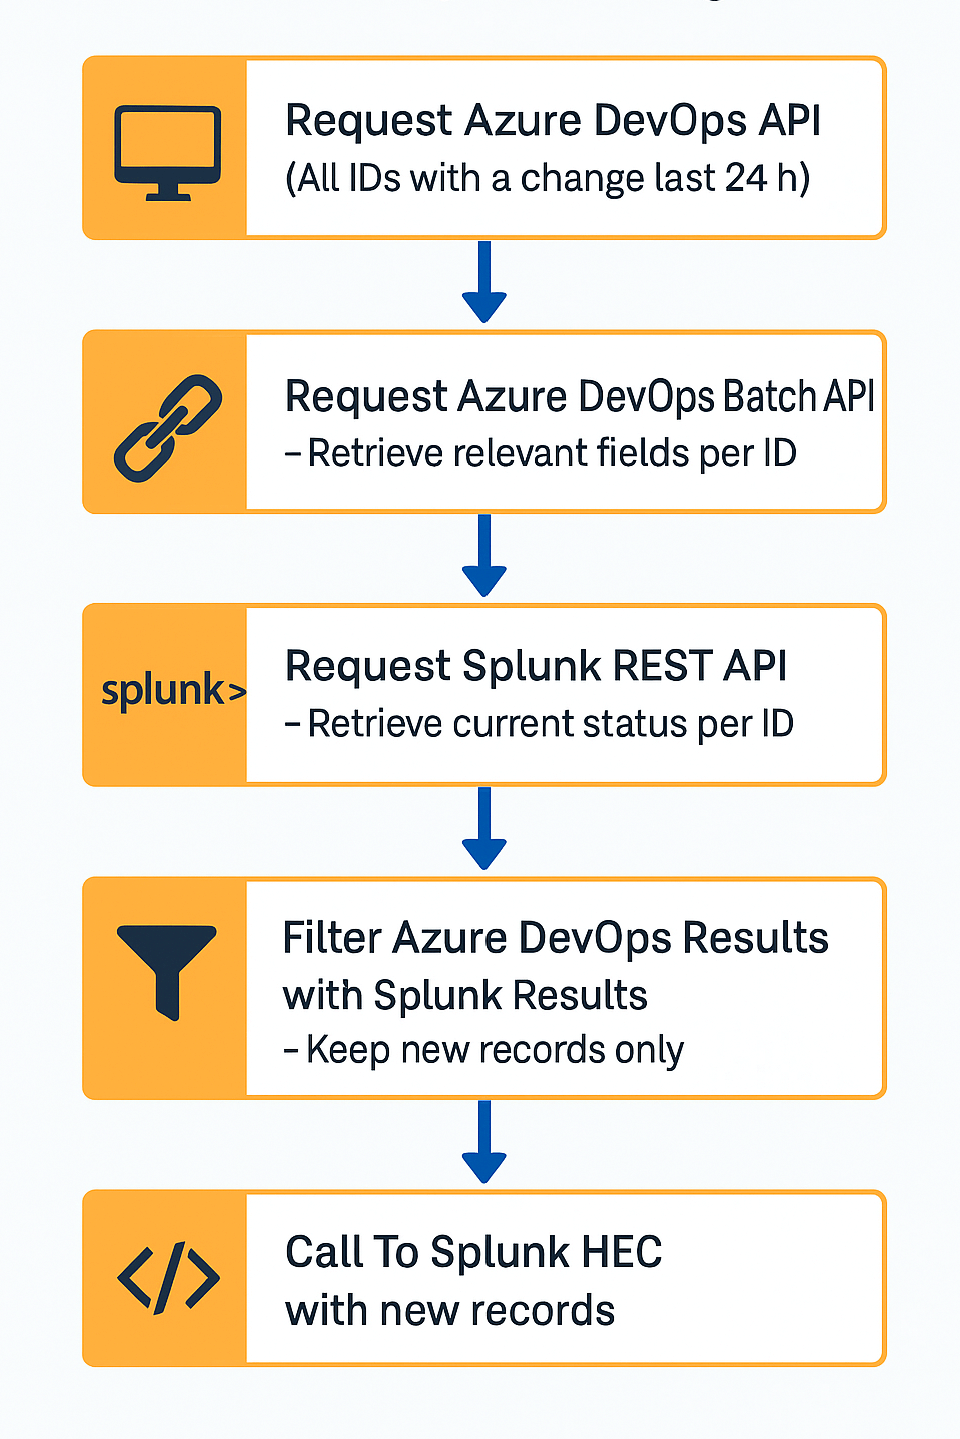 Request Azure DevOps API
(All IDs with a change last 24 h)
Request Azure DevOps Batch API
– Retrieve relevant fields per ID
splunk>
Request Splunk REST API
– Retrieve current status per ID
Filter Azure DevOps Results
with Splunk Results
– Keep new records only
Call To Splunk HEC
with new records